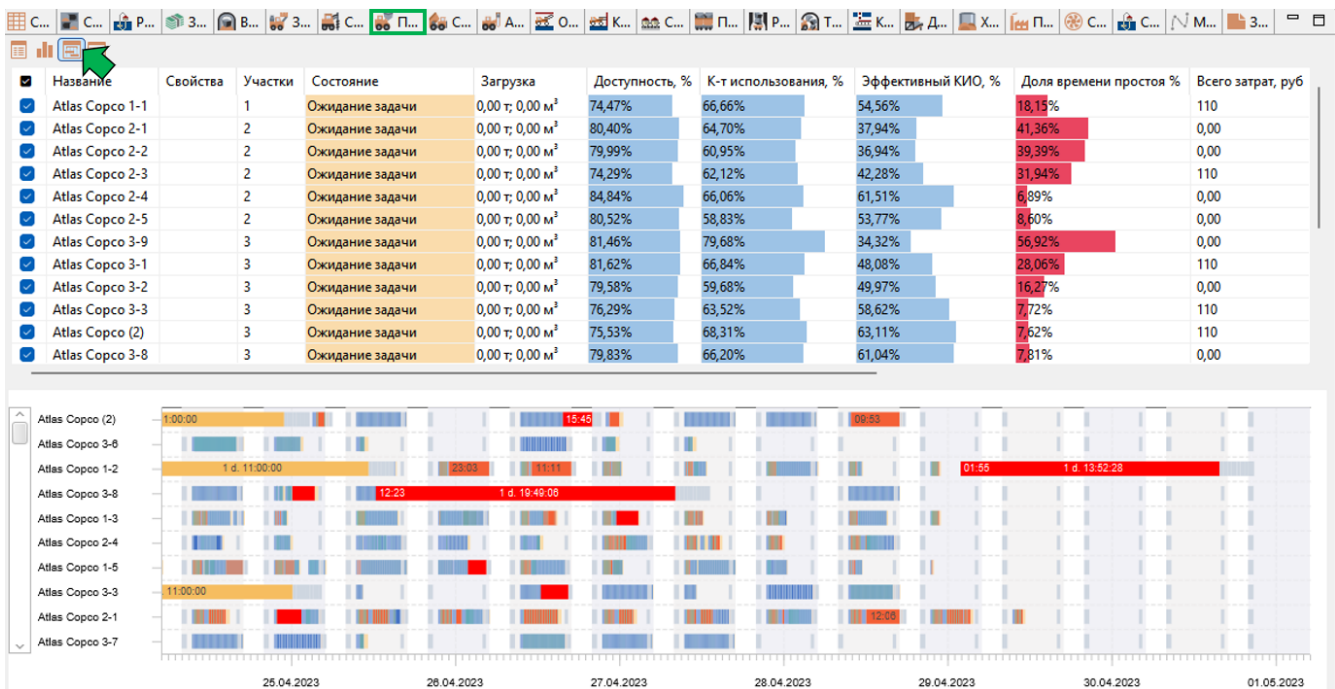 С... С... Р... З... В... З... С... П... С... А... О... К... С... П... Р... Т... К... Д... Х... П... С... С... М... З...
Название Свойства Участки Состояние Загрузка Доступность, % К-т использования, % Эффективный КИО, % Доля времени простоя % Всего затрат, руб
Atlas Copco 1-1 1 Ожидание задачи 0,00 т; 0,00 м³ 74,47% 66,66% 54,56% 18,15% 110
Atlas Copco 2-1 2 Ожидание задачи 0,00 т; 0,00 м³ 80,40% 64,70% 37,94% 41,36% 0,00
Atlas Copco 2-2 2 Ожидание задачи 0,00 т; 0,00 м³ 79,99% 60,95% 36,94% 39,39% 0,00
Atlas Copco 2-3 2 Ожидание задачи 0,00 т; 0,00 м³ 74,29% 62,12% 42,28% 31,94% 110
Atlas Copco 2-4 2 Ожидание задачи 0,00 т; 0,00 м³ 84,84% 66,06% 61,51% 6,89% 0,00
Atlas Copco 2-5 2 Ожидание задачи 0,00 т; 0,00 м³ 80,52% 58,83% 53,77% 8,60% 0,00
Atlas Copco 3-9 3 Ожидание задачи 0,00 т; 0,00 м³ 81,46% 79,68% 34,32% 56,92% 0,00
Atlas Copco 3-1 3 Ожидание задачи 0,00 т; 0,00 м³ 81,62% 66,84% 48,08% 28,06% 110
Atlas Copco 3-2 3 Ожидание задачи 0,00 т; 0,00 м³ 79,58% 59,68% 49,97% 16,27% 0,00
Atlas Copco 3-3 3 Ожидание задачи 0,00 т; 0,00 м³ 76,29% 63,52% 58,62% 7,72% 110
Atlas Copco (2) 3 Ожидание задачи 0,00 т; 0,00 м³ 75,53% 68,31% 63,11% 7,62% 110
Atlas Copco 3-8 3 Ожидание задачи 0,00 т; 0,00 м³ 79,83% 66,20% 61,04% 7,81% 0,00
Atlas Copco (2) 1:00:00 15:45 09:53
Atlas Copco 3-6
Atlas Copco 1-2 1 d. 11:00:00 23:03 11:11 01:55 1 d. 13:52:28
Atlas Copco 3-8 12:23 1 d. 19:49:06
Atlas Copco 1-3
Atlas Copco 2-4
Atlas Copco 1-5
Atlas Copco 3-3 11:00:00
Atlas Copco 2-1 12:06
Atlas Copco 3-7
25.04.2023 26.04.2023 27.04.2023 28.04.2023 29.04.2023 30.04.2023 01.05.2023